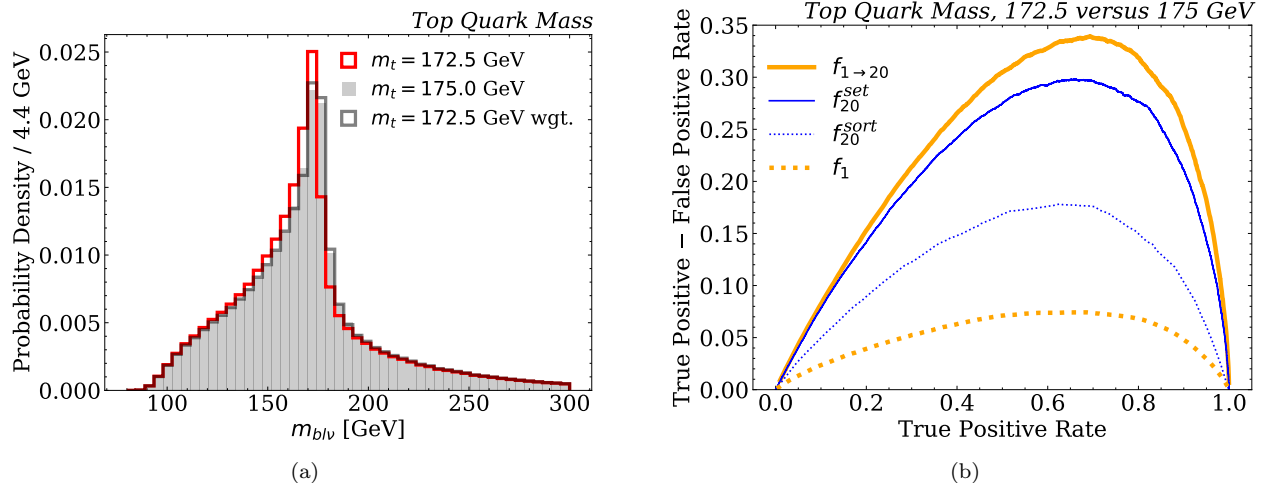 Top Quark Mass
Probability Density / 4.4 GeV
0.025
0.020
0.015
0.010
0.005
0.000
m_t = 172.5 GeV
m_t = 175.0 GeV
m_t = 172.5 GeV wgt.
100
150
200
250
300
m_{blν} [GeV]
(a)
Top Quark Mass, 172.5 versus 175 GeV
True Positive − False Positive Rate
0.35
0.30
0.25
0.20
0.15
0.10
0.05
0.00
f_{1→20}
f_{20}^{set}
f_{20}^{sort}
f_1
0.0
0.2
0.4
0.6
0.8
1.0
True Positive Rate
(b)